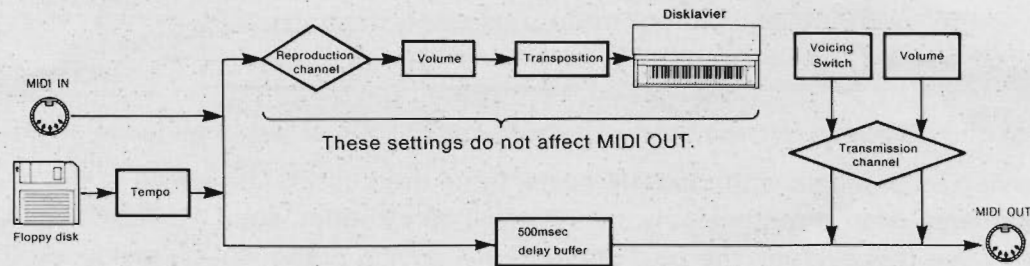 Disklavier
Reproduction
channel
Volume
Transposition
Voicing
Switch
Volume
MIDI IN
These settings do not affect MIDI OUT.
Transmission
channel
Tempo
Floppy disk
500msec
delay buffer
MIDI OUT